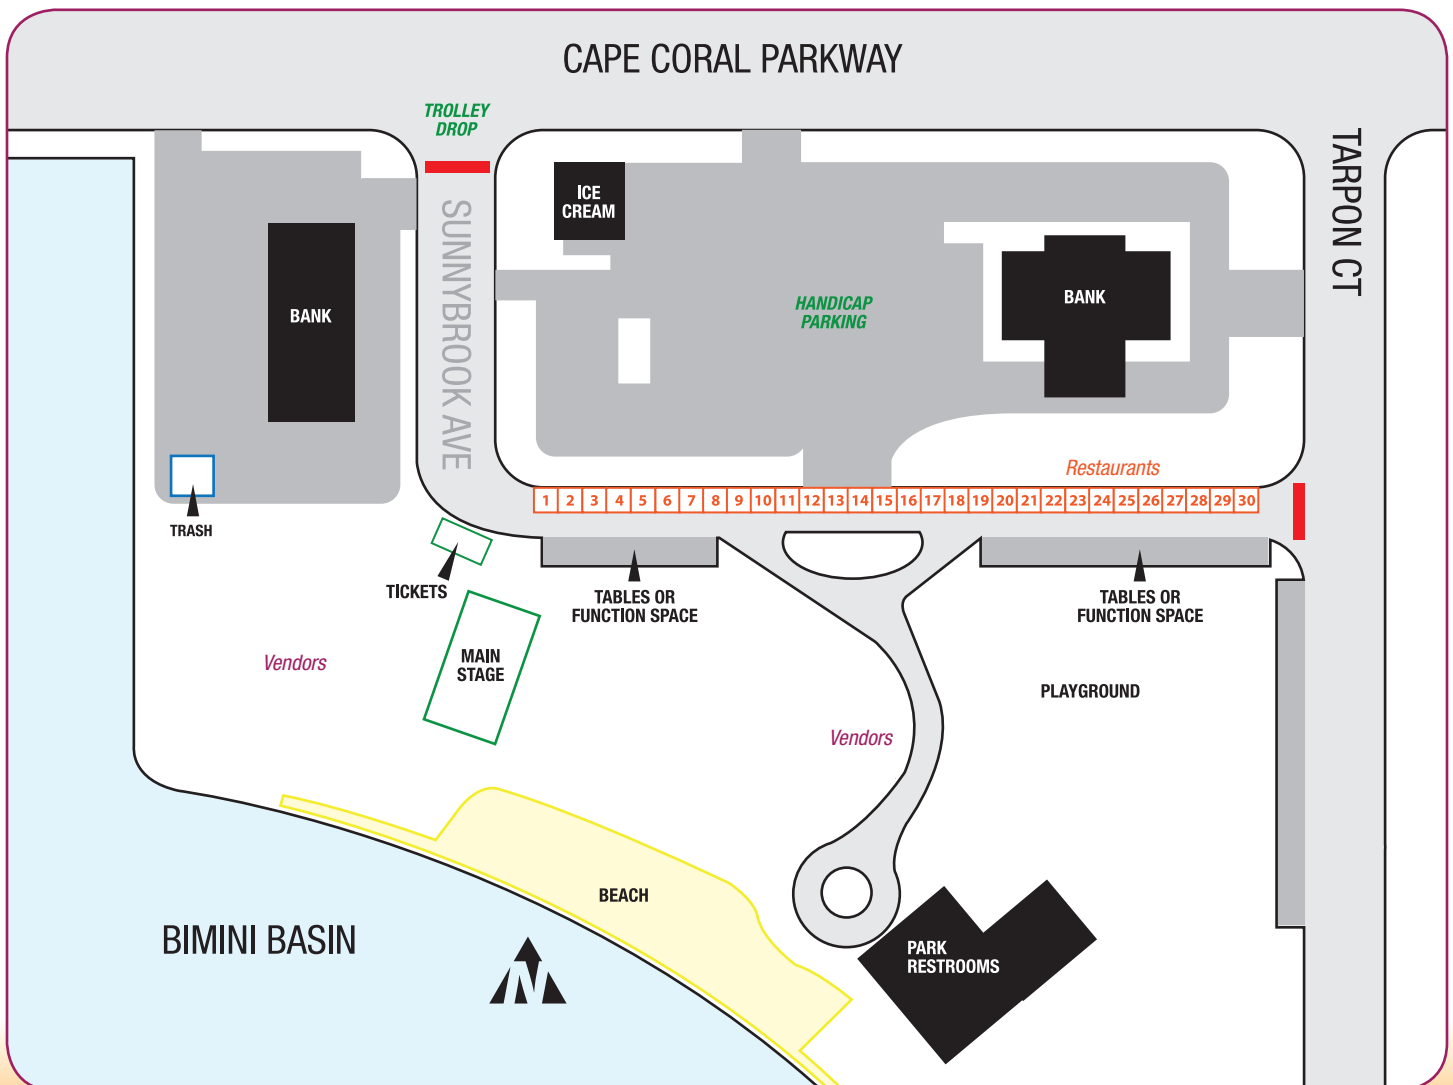 CAPE CORAL PARKWAY
TROLLEY
DROP
TARPON CT
ICE
CREAM
SUNNYBROOK AVE
BANK
HANDICAP
PARKING
BANK
Restaurants
1 2 3 4 5 6 7 8 9 10 11 12 13 14 15 16 17 18 19 20 21 22 23 24 25 26 27 28 29 30
TRASH
TICKETS
TABLES OR
FUNCTION SPACE
TABLES OR
FUNCTION SPACE
Vendors
MAIN
STAGE
PLAYGROUND
Vendors
BEACH
BIMINI BASIN
N
PARK
RESTROOMS